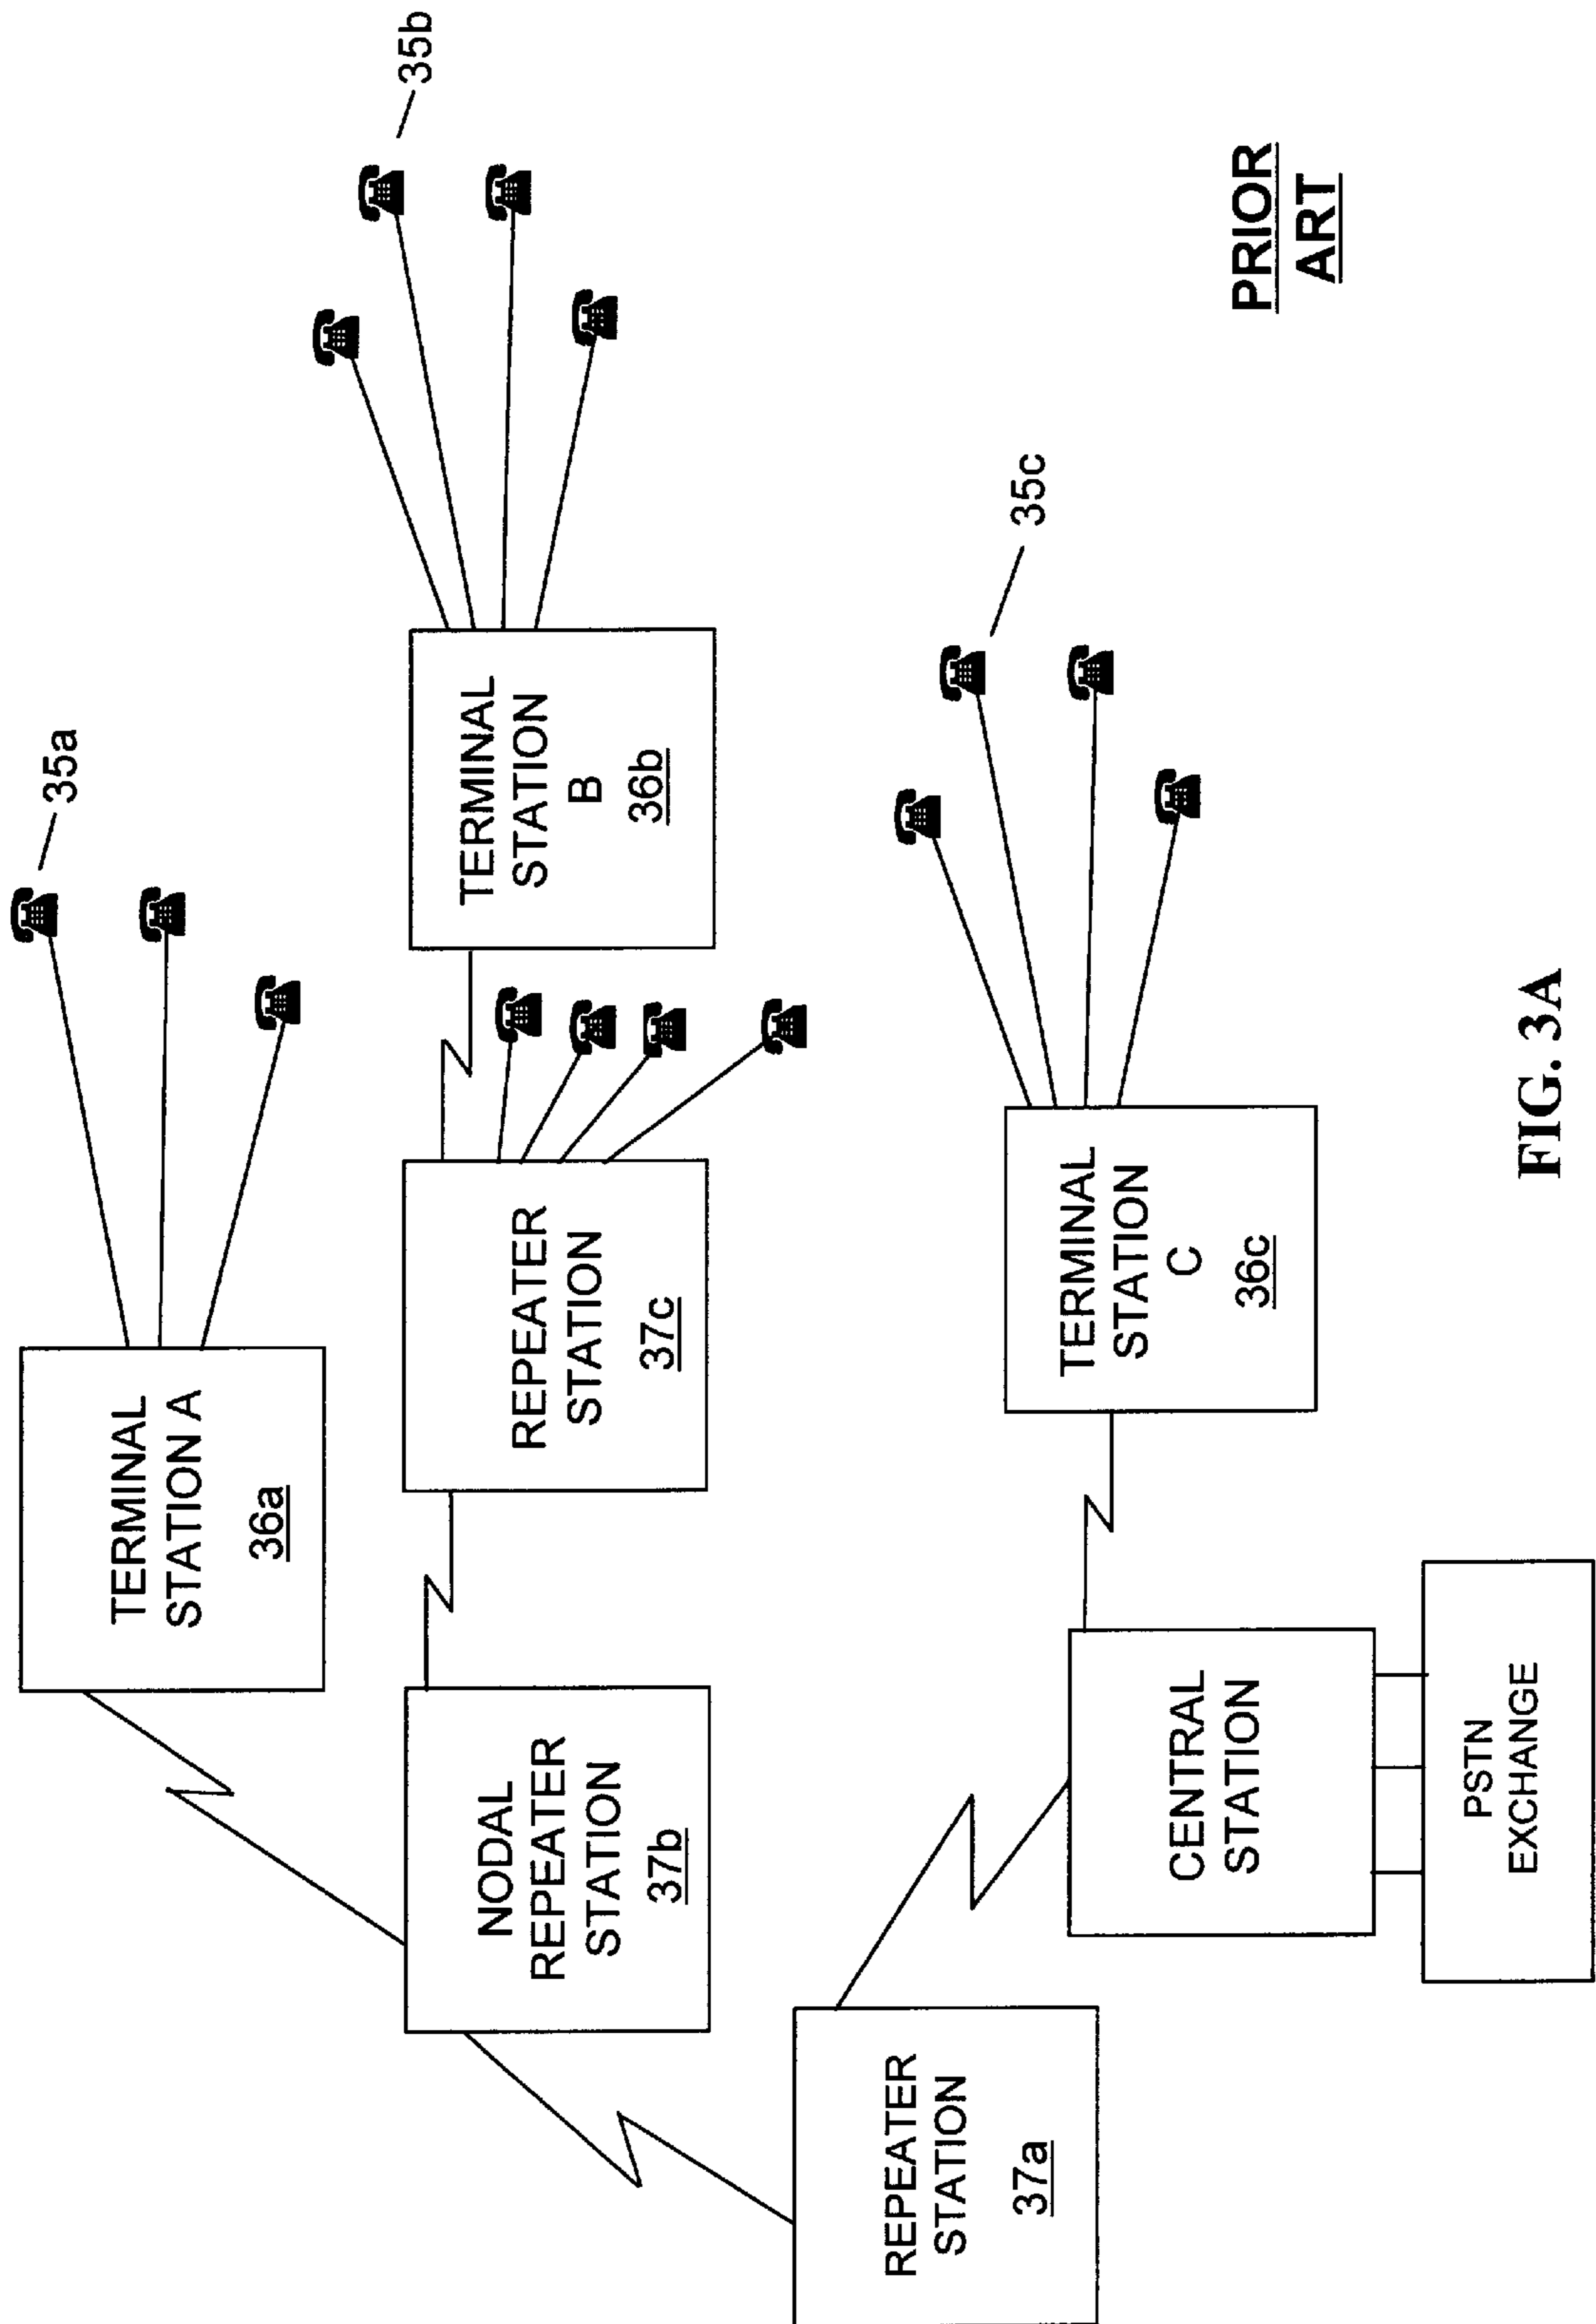 35a
TERMINAL
STATION A
36a
35b
NODAL
REPEATER
STATION
37b
REPEATER
STATION
37c
TERMINAL
STATION
B
36b
REPEATER
STATION
37a
35c
CENTRAL
STATION
TERMINAL
STATION
C
36c
PSTN
EXCHANGE
PRIOR
ART
FIG. 3A